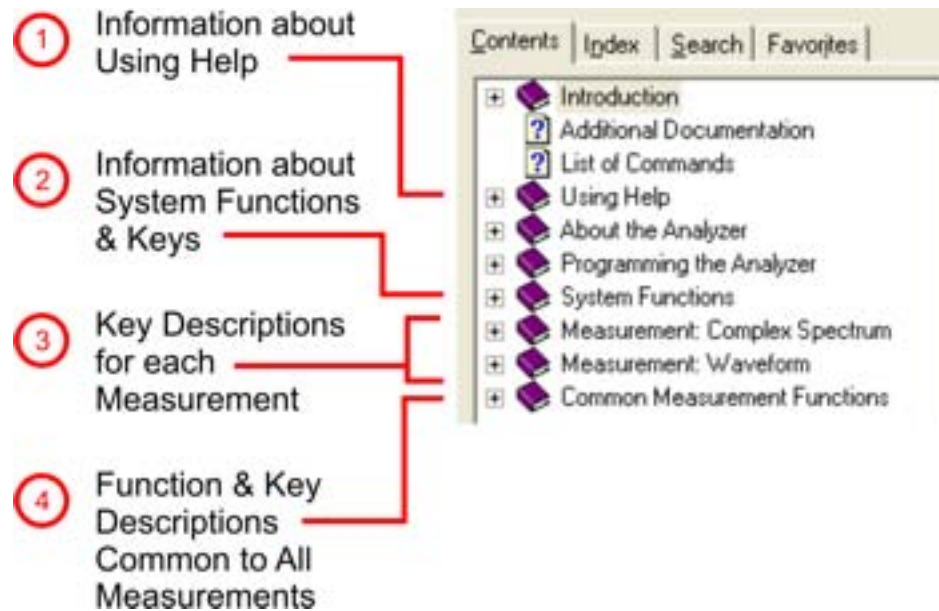 1
Information about
Using Help
2
Information about
System Functions
& Keys
3
Key Descriptions
for each
Measurement
4
Function & Key
Descriptions
Common to All
Measurements
Contents Index Search Favorites
Introduction
? Additional Documentation
? List of Commands
Using Help
About the Analyzer
Programming the Analyzer
System Functions
Measurement: Complex Spectrum
Measurement: Waveform
Common Measurement Functions